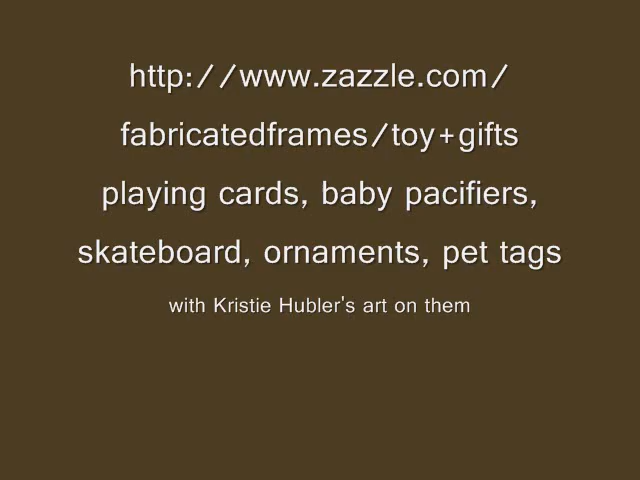 http://www.zazzle.com/
fabricatedframes/toy+gifts
playing cards, baby pacifiers,
skateboard, ornaments, pet tags
with Kristie Hubler's art on them